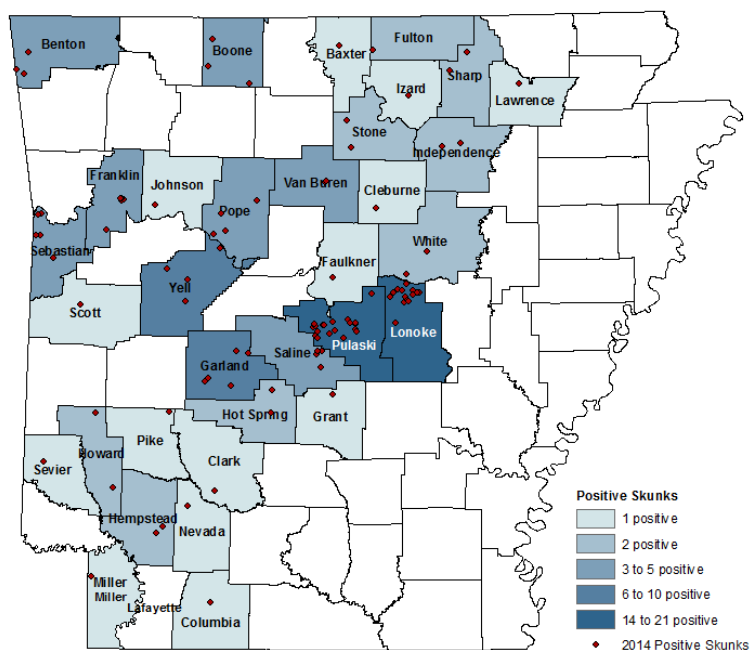 Benton
Boone
Baxter
Fulton
Sharp
Izard
Lawrence
Stone
Independence
Franklin
Johnson
Pope
Van Buren
Cleburne
Sebastian
White
Faulkner
Yell
Scott
Pulaski
Lonoke
Garland
Saline
Hot Spring
Grant
Pike
Howard
Sevier
Clark
Hempstead
Nevada
Miller
Miller
Lafayette
Columbia
Positive Skunks
1 positive
2 positive
3 to 5 positive
6 to 10 positive
14 to 21 positive
2014 Positive Skunks